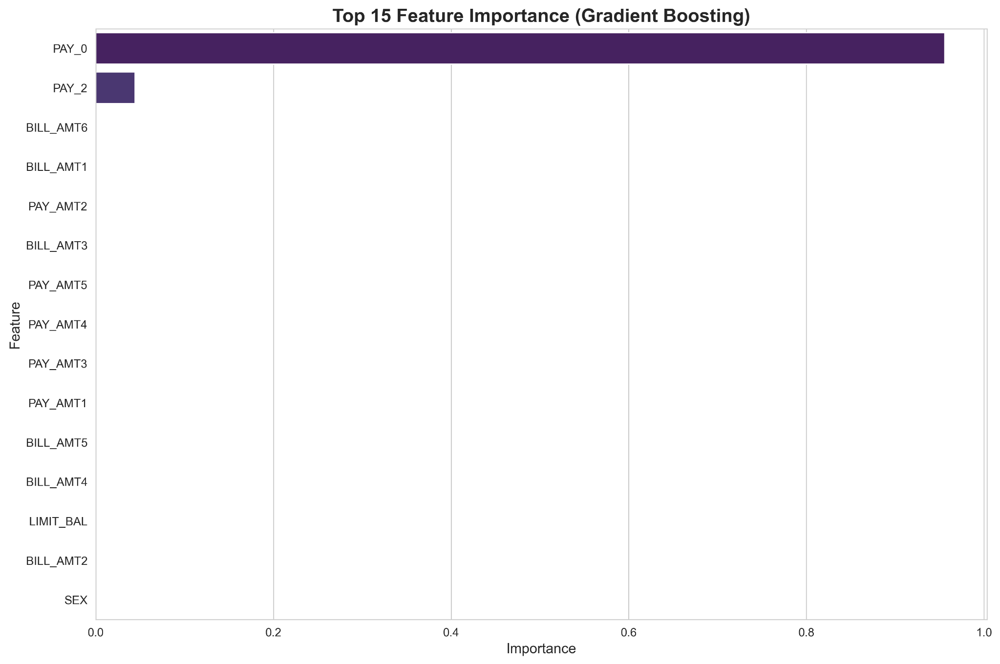 Top 15 Feature Importance (Gradient Boosting)
PAY_0
PAY_2
BILL_AMT6
BILL_AMT1
PAY_AMT2
BILL_AMT3
PAY_AMT5
PAY_AMT4
PAY_AMT3
PAY_AMT1
BILL_AMT5
BILL_AMT4
LIMIT_BAL
BILL_AMT2
SEX
Feature
0.0 0.2 0.4 0.6 0.8 1.0
Importance